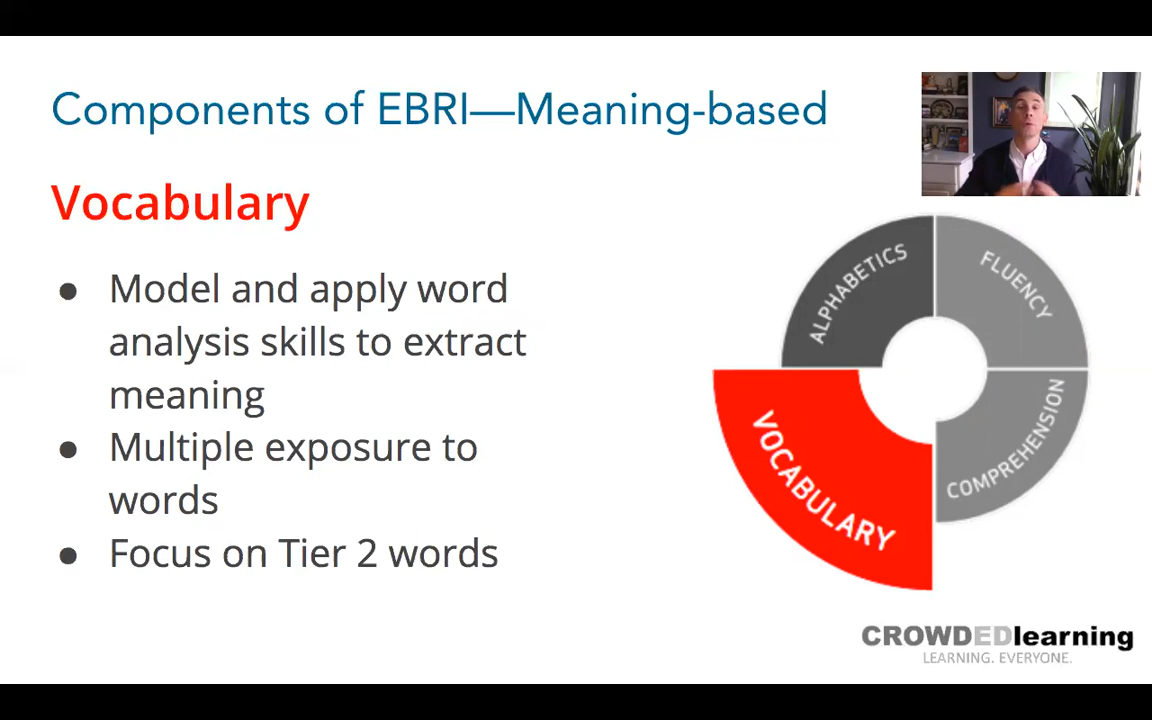 Components of EBRI—Meaning-based
Vocabulary
● Model and apply word
analysis skills to extract
meaning
● Multiple exposure to
words
● Focus on Tier 2 words
ALPHABETICS
FLUENCY
VOCABULARY
COMPREHENSION
CROWDEDlearning
LEARNING. EVERYONE.